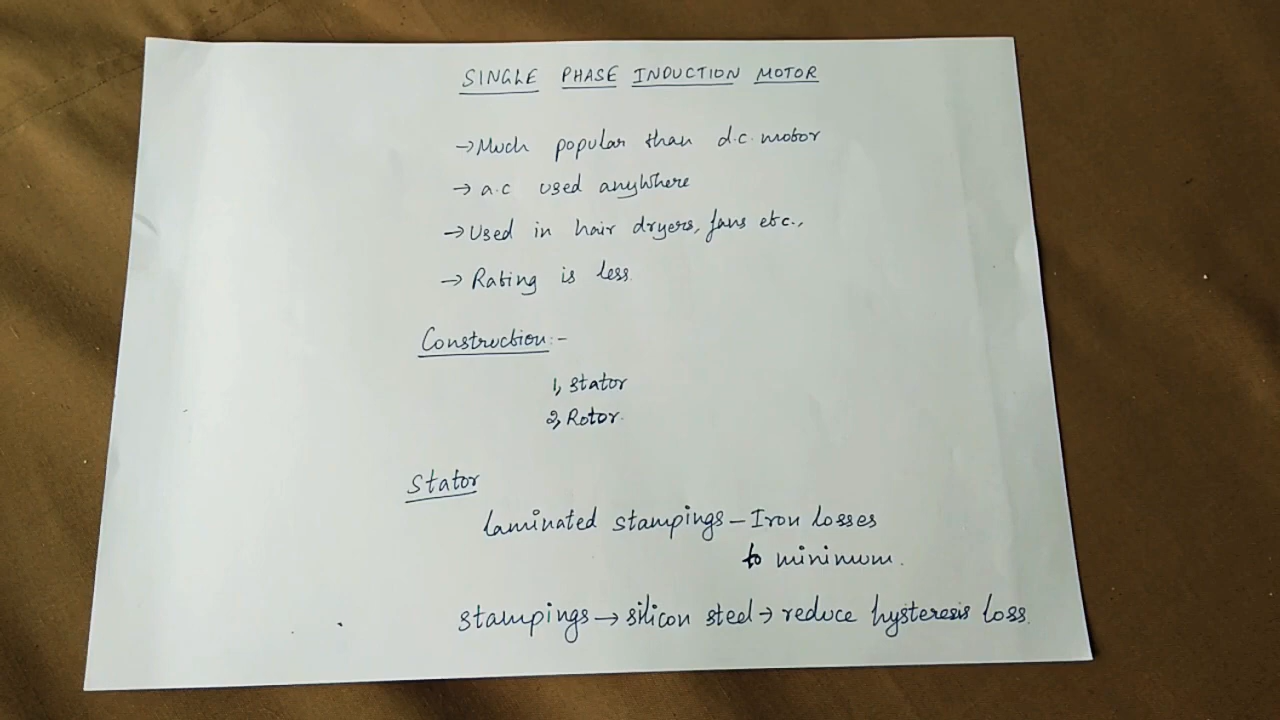 SINGLE PHASE INDUCTION MOTOR
→ Much popular than d.c. motor
→ a.c used anywhere
→ Used in hair dryers, fans etc.,
→ Rating is less.
Construction:-
1, Stator
2, Rotor.
Stator
laminated stampings - Iron losses
to minimum.
stampings → silicon steel → reduce hysteresis loss.